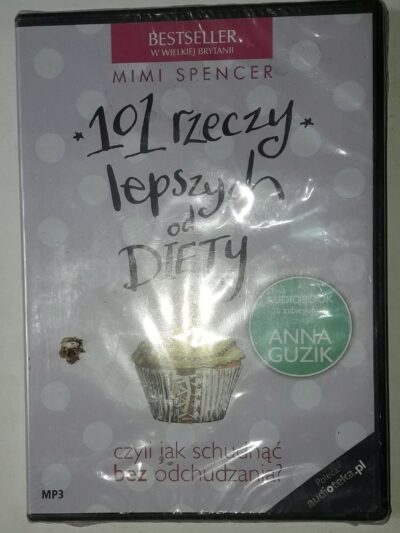 BESTSELLER
W WIELKIEJ BRYTANII
MIMI SPENCER
101 rzeczy
lepszych
od
DIETY
AUDIOBOOK
ANNA
GUZIK
czyli jak schudnąć
bez odchudzania?
MP3
Poleca
audioteka.pl